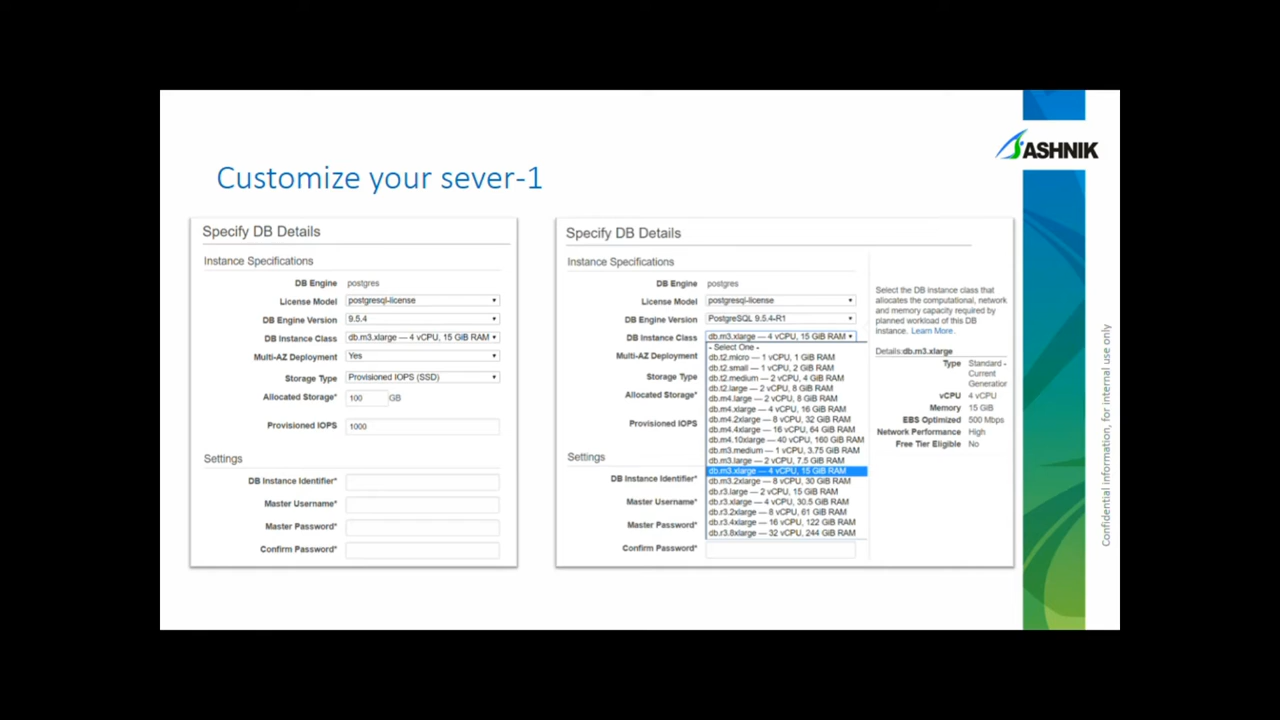 ASHNIK
Customize your sever-1
Specify DB Details
Instance Specifications
DB Engine postgres
License Model postgresql-license
DB Engine Version 9.5.4
DB Instance Class db.m3.xlarge — 4 vCPU, 15 GiB RAM
Multi-AZ Deployment Yes
Storage Type Provisioned IOPS (SSD)
Allocated Storage* 100 GB
Provisioned IOPS 1000
Settings
DB Instance Identifier*
Master Username*
Master Password*
Confirm Password*
Specify DB Details
Instance Specifications
DB Engine postgres
License Model postgresql-license
DB Engine Version PostgreSQL 9.5.4-R1
DB Instance Class db.m3.xlarge — 4 vCPU, 15 GiB RAM
Multi-AZ Deployment
Storage Type
Allocated Storage*
Provisioned IOPS
Settings
DB Instance Identifier*
Master Username*
Master Password*
Confirm Password*
- Select One -
db.t2.micro — 1 vCPU, 1 GiB RAM
db.t2.small — 1 vCPU, 2 GiB RAM
db.t2.medium — 2 vCPU, 4 GiB RAM
db.t2.large — 2 vCPU, 8 GiB RAM
db.m4.large — 2 vCPU, 8 GiB RAM
db.m4.xlarge — 4 vCPU, 16 GiB RAM
db.m4.2xlarge — 8 vCPU, 32 GiB RAM
db.m4.4xlarge — 16 vCPU, 64 GiB RAM
db.m4.10xlarge — 40 vCPU, 160 GiB RAM
db.m3.medium — 1 vCPU, 3.75 GiB RAM
db.m3.large — 2 vCPU, 7.5 GiB RAM
db.m3.xlarge — 4 vCPU, 15 GiB RAM
db.m3.2xlarge — 8 vCPU, 30 GiB RAM
db.r3.large — 2 vCPU, 15 GiB RAM
db.r3.xlarge — 4 vCPU, 30.5 GiB RAM
db.r3.2xlarge — 8 vCPU, 61 GiB RAM
db.r3.4xlarge — 16 vCPU, 122 GiB RAM
db.r3.8xlarge — 32 vCPU, 244 GiB RAM
Select the DB instance class that
allocates the computational, network
and memory capacity required by
planned workload of this DB
instance. Learn More.
Details:db.m3.xlarge
Type Standard -
Current
Generation
vCPU 4 vCPU
Memory 15 GiB
EBS Optimized 500 Mbps
Network Performance High
Free Tier Eligible No
Confidential information, for internal use only